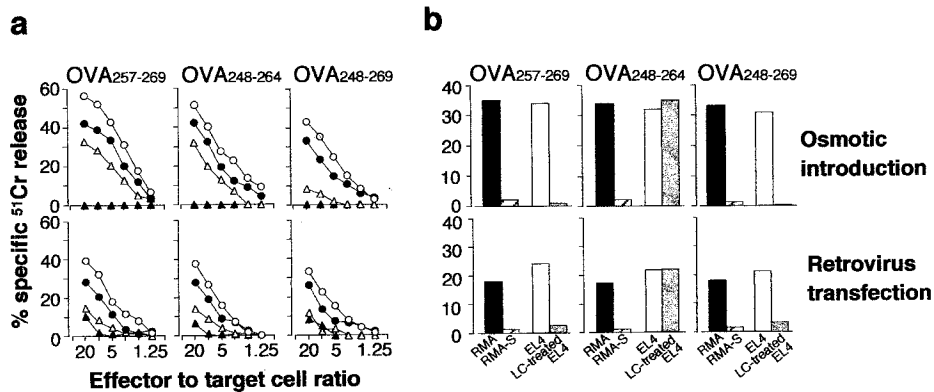 a
OVA257-269 OVA248-264 OVA248-269
60
40
20
0
60
40
20
0
% specific 51Cr release
20 5 1.25 20 5 1.25 20 5 1.25
Effector to target cell ratio
b
OVA257-269 OVA248-264 OVA248-269
40
30
20
10
0
Osmotic
introduction
40
30
20
10
0
Retrovirus
transfection
RMA RMA-S EL4 LC-treated EL4 RMA RMA-S EL4 LC-treated EL4 RMA RMA-S EL4 LC-treated EL4